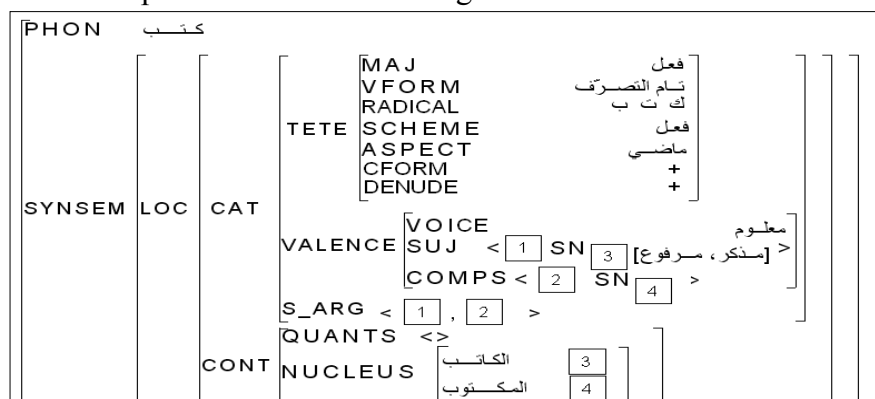 PHON كتب
MAJ فعل
VFORM تام التصرّف
RADICAL ك ت ب
TETE SCHEME فعل
ASPECT ماضي
CFORM +
DENUDE +
SYNSEM LOC CAT
VOICE معلوم
VALENCE SUJ < 1 SN 3 [مذكر، مرفوع] >
COMPS < 2 SN 4 >
S_ARG < 1 , 2 >
QUANTS <>
CONT NUCLEUS الكاتب 3
المكتوب 4